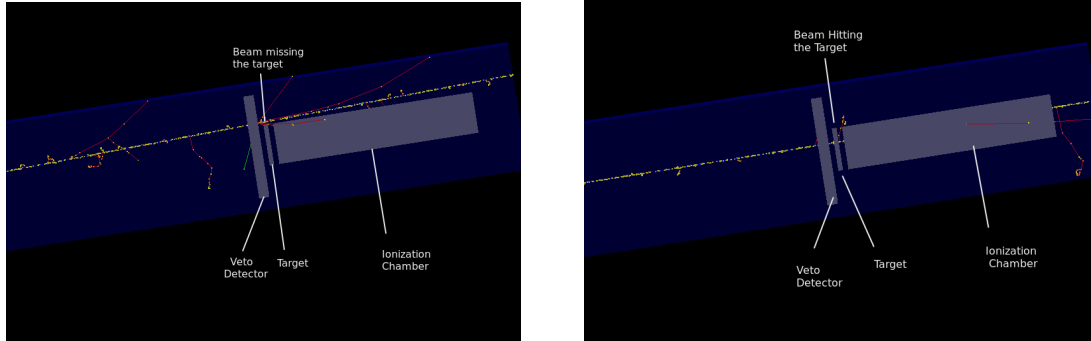 Beam missing
the target
Veto
Detector
Target
Ionization
Chamber
Beam Hitting
the Target
Veto
Detector
Target
Ionization
Chamber